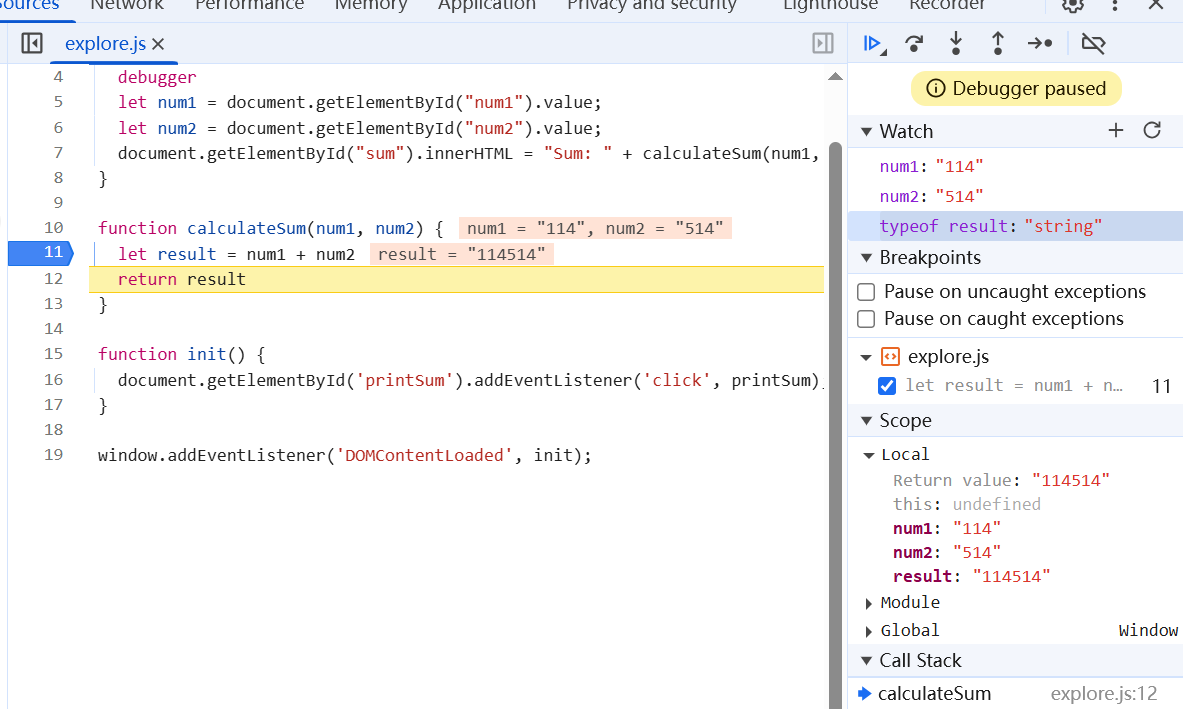 Sources Network Performance Memory Application Privacy and security Lighthouse Recorder
explore.js
4 debugger
5 let num1 = document.getElementById("num1").value;
6 let num2 = document.getElementById("num2").value;
7 document.getElementById("sum").innerHTML = "Sum: " + calculateSum(num1,
8 }
9
10 function calculateSum(num1, num2) { num1 = "114", num2 = "514"
11 let result = num1 + num2 result = "114514"
12 return result
13 }
14
15 function init() {
16 document.getElementById('printSum').addEventListener('click', printSum)
17 }
18
19 window.addEventListener('DOMContentLoaded', init);
Debugger paused
Watch
num1: "114"
num2: "514"
typeof result: "string"
Breakpoints
Pause on uncaught exceptions
Pause on caught exceptions
explore.js
let result = num1 + n… 11
Scope
Local
Return value: "114514"
this: undefined
num1: "114"
num2: "514"
result: "114514"
Module
Global Window
Call Stack
calculateSum explore.js:12